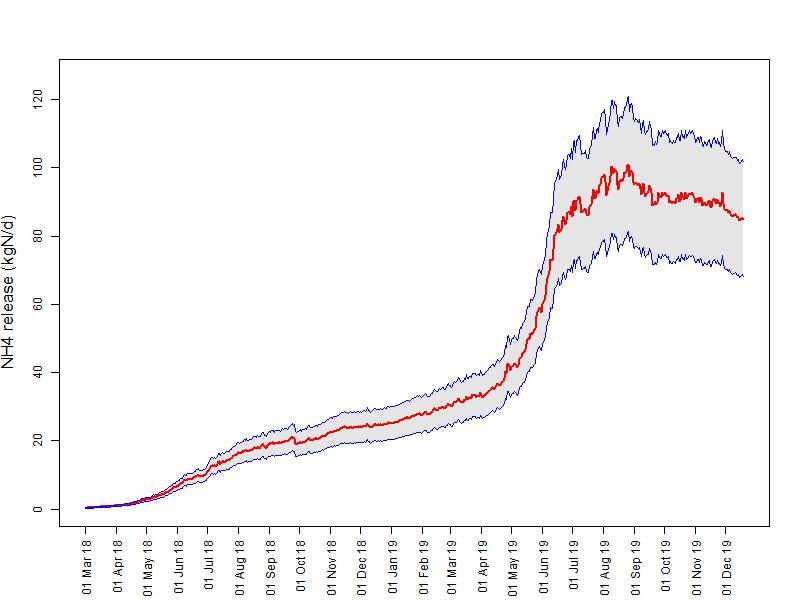 NH4 release (kgN/d)
120
100
80
60
40
20
0
01 Mar 18
01 Apr 18
01 May 18
01 Jun 18
01 Jul 18
01 Aug 18
01 Sep 18
01 Oct 18
01 Nov 18
01 Dec 18
01 Jan 19
01 Feb 19
01 Mar 19
01 Apr 19
01 May 19
01 Jun 19
01 Jul 19
01 Aug 19
01 Sep 19
01 Oct 19
01 Nov 19
01 Dec 19